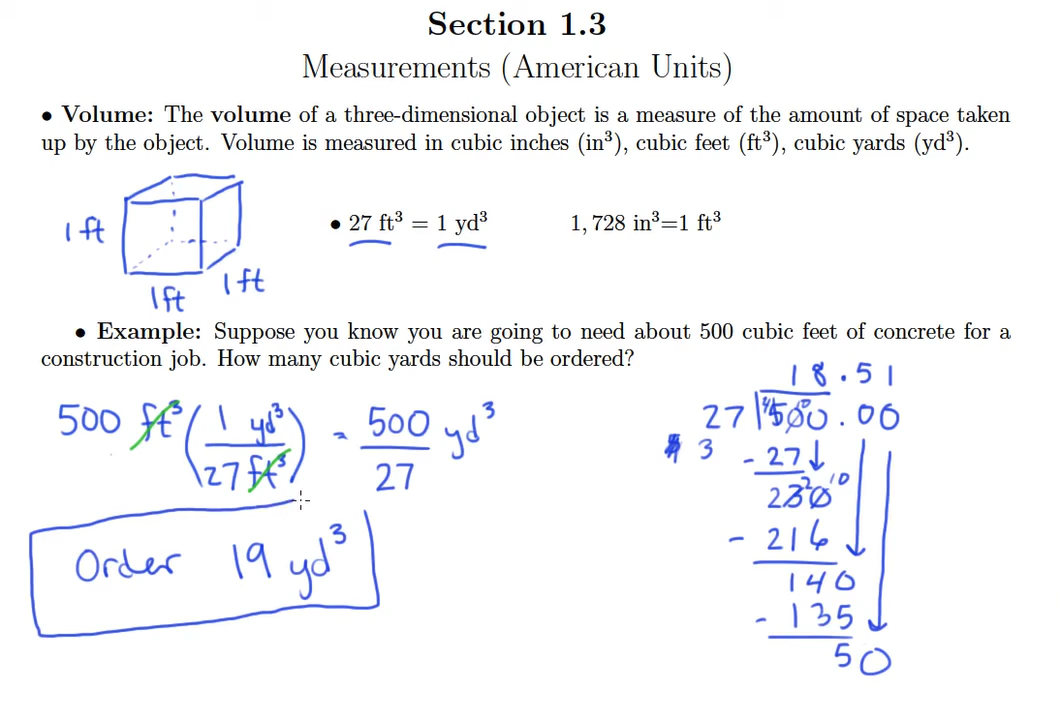 Section 1.3
Measurements (American Units)
• Volume: The volume of a three-dimensional object is a measure of the amount of space taken
up by the object. Volume is measured in cubic inches (in³), cubic feet (ft³), cubic yards (yd³).
1 ft
1 ft
1 ft
• 27 ft³ = 1 yd³
1,728 in³=1 ft³
• Example: Suppose you know you are going to need about 500 cubic feet of concrete for a
construction job. How many cubic yards should be ordered?
500 ft³ (1 yd³ / 27 ft³) = 500/27 yd³
Order 19 yd³
18.51
27 500.00
3
- 27
230
- 216
140
- 135
50